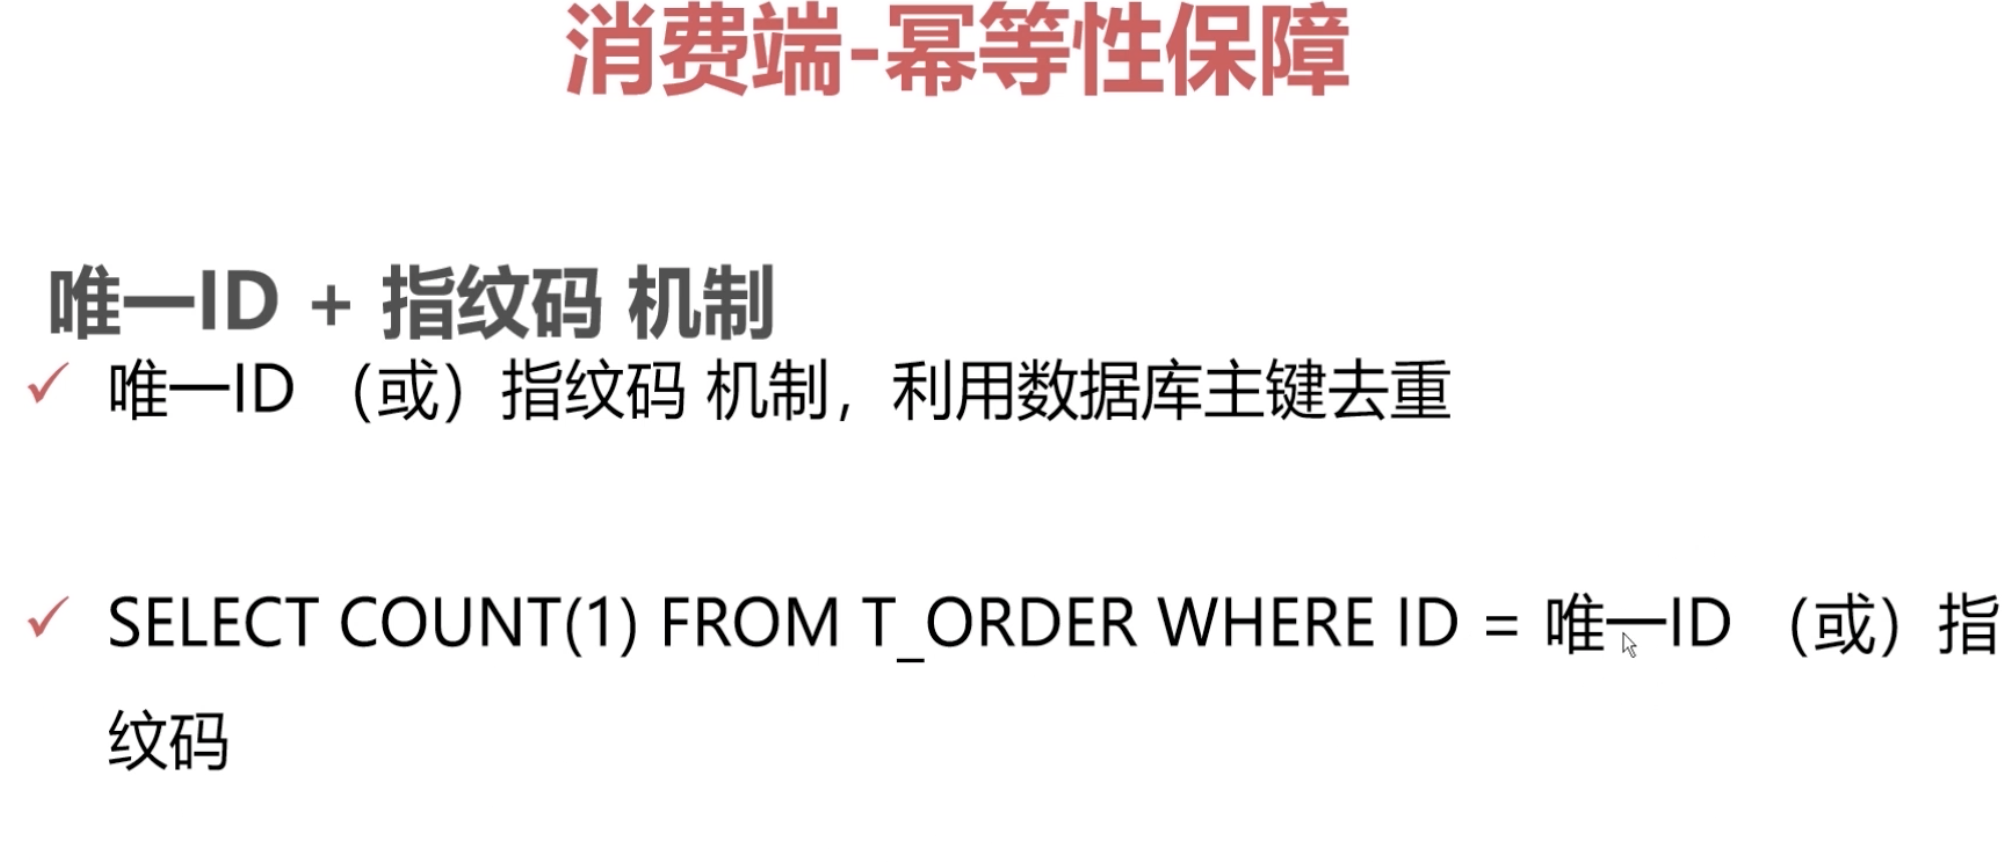 消费端-幂等性保障
唯一ID + 指纹码 机制
唯一ID （或）指纹码 机制，利用数据库主键去重
SELECT COUNT(1) FROM T_ORDER WHERE ID = 唯一ID （或）指
纹码